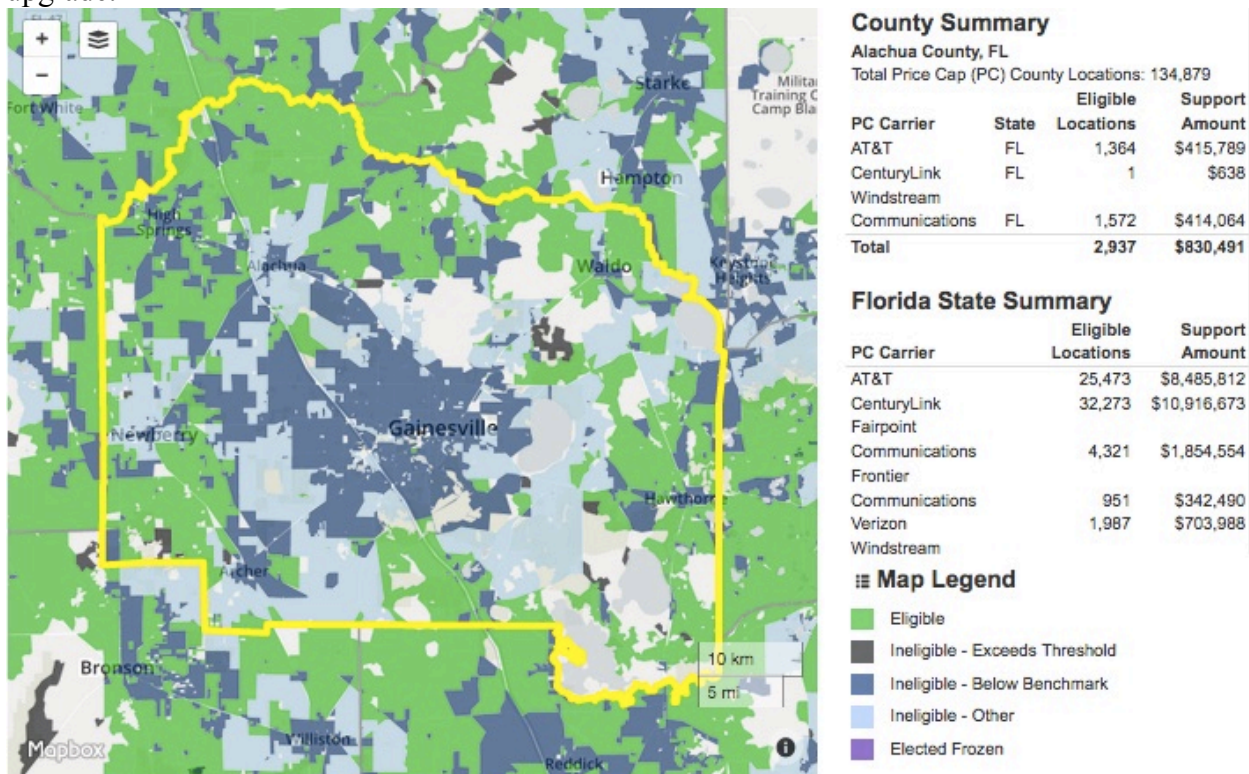 +
−
Fort White
Starke
Hampton
High
Springs
Alachua
Waldo
Keystone
Heights
Newberry
Gainesville
Hawthorne
Archer
10 km
5 mi
Bronson
Williston
Reddick
Mapbox
i
County Summary
Alachua County, FL
Total Price Cap (PC) County Locations: 134,879
Eligible Support
PC Carrier State Locations Amount
AT&T FL 1,364 $415,789
CenturyLink FL 1 $638
Windstream
Communications FL 1,572 $414,064
Total 2,937 $830,491
Florida State Summary
Eligible Support
PC Carrier Locations Amount
AT&T 25,473 $8,485,812
CenturyLink 32,273 $10,916,673
Fairpoint
Communications 4,321 $1,854,554
Frontier
Communications 951 $342,490
Verizon 1,987 $703,988
Windstream
Map Legend
Eligible
Ineligible - Exceeds Threshold
Ineligible - Below Benchmark
Ineligible - Other
Elected Frozen